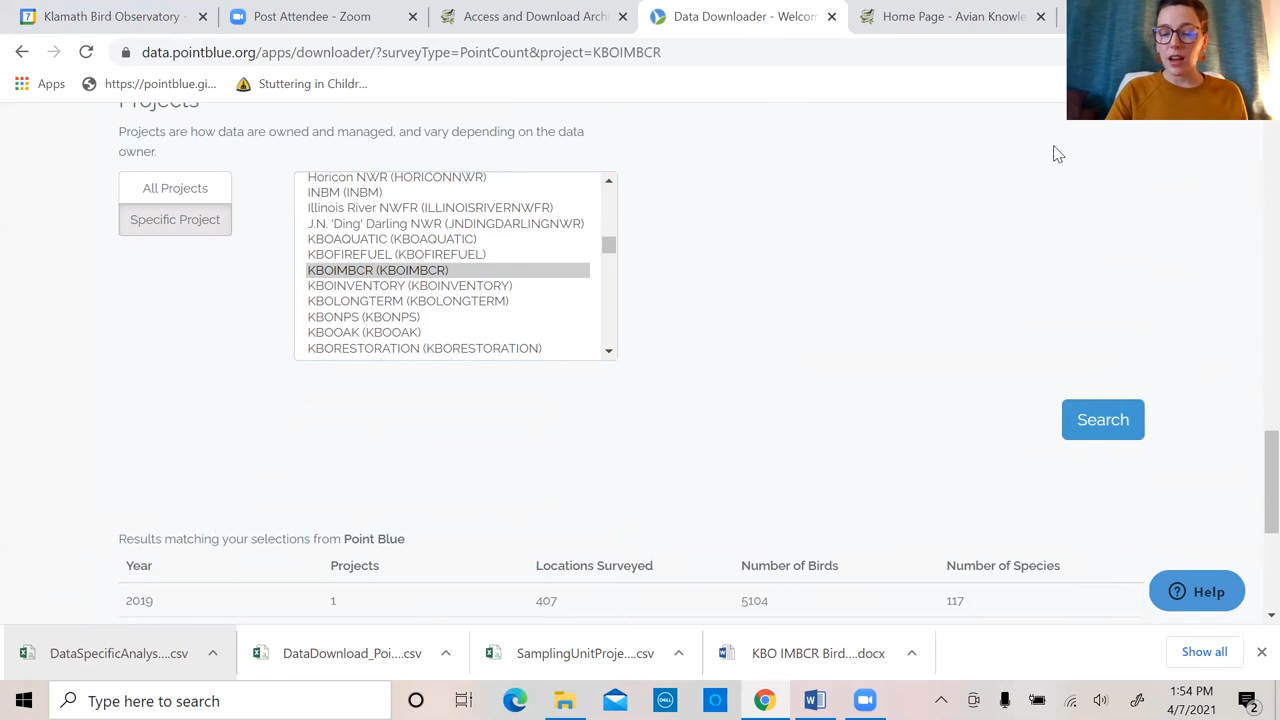 Klamath Bird Observatory -
Post Attendee - Zoom
Access and Download Arch
Data Downloader - Welcom
Home Page - Avian Knowle
data.pointblue.org/apps/downloader/?surveyType=PointCount&project=KBOIMBCR
Apps
https://pointblue.gi...
Stuttering in Childr...
Projects
Projects are how data are owned and managed, and vary depending on the data
owner.
All Projects
Specific Project
Horicon NWR (HORICONNWR)
INBM (INBM)
Illinois River NWFR (ILLINOISRIVERNWFR)
J.N. 'Ding' Darling NWR (JNDINGDARLINGNWR)
KBOAQUATIC (KBOAQUATIC)
KBOFIREFUEL (KBOFIREFUEL)
KBOIMBCR (KBOIMBCR)
KBOINVENTORY (KBOINVENTORY)
KBOLONGTERM (KBOLONGTERM)
KBONPS (KBONPS)
KBOOAK (KBOOAK)
KBORESTORATION (KBORESTORATION)
Search
Results matching your selections from Point Blue
Year Projects Locations Surveyed Number of Birds Number of Species
2019 1 407 5104 117
Help
DataSpecificAnalys....csv
DataDownload_Poi....csv
SamplingUnitProje....csv
KBO IMBCR Bird....docx
Show all
Type here to search
1:54 PM
4/7/2021
2